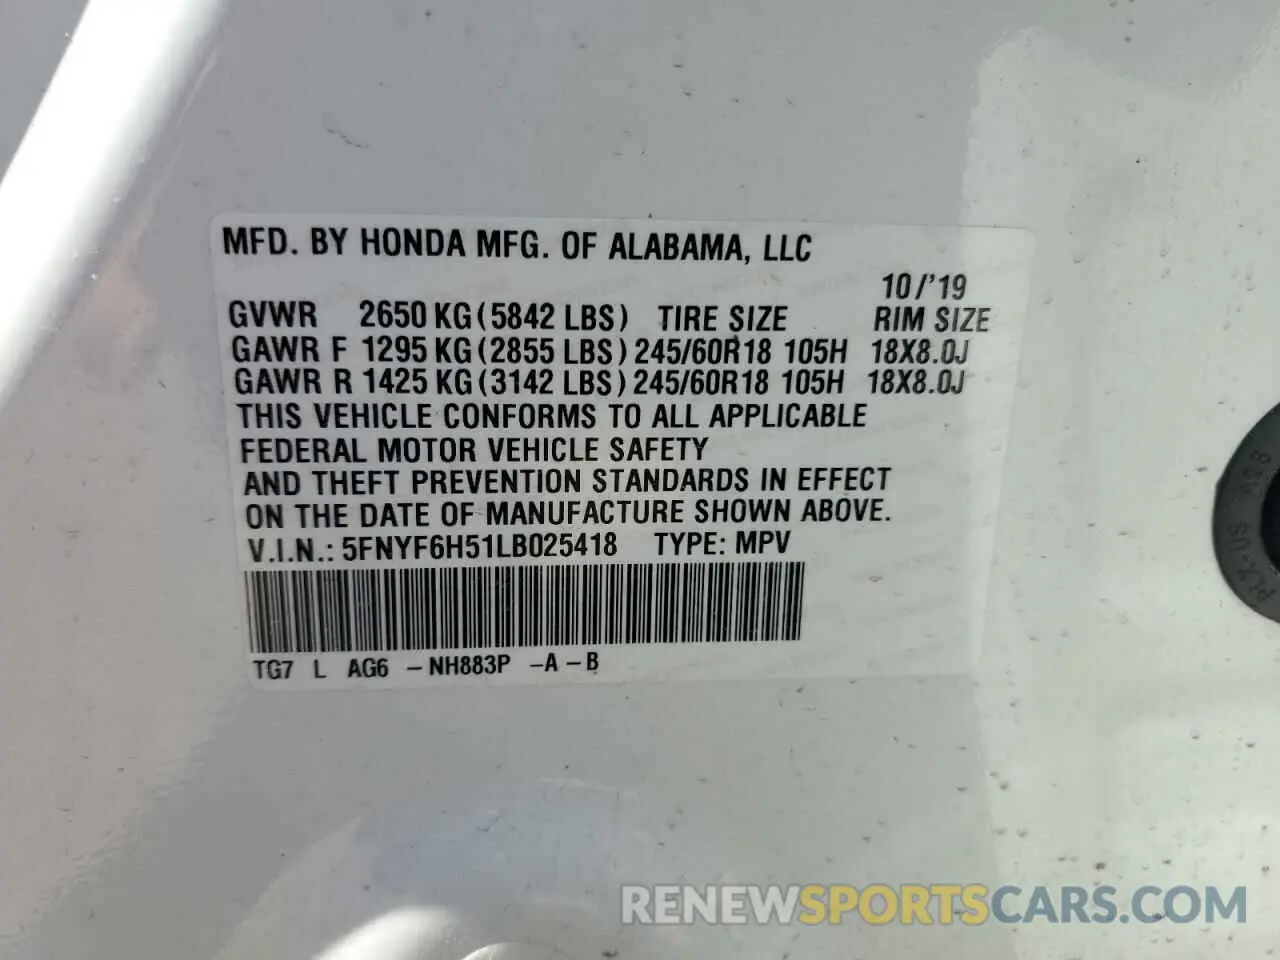 MFD. BY HONDA MFG. OF ALABAMA, LLC
10/'19
GVWR 2650 KG (5842 LBS) TIRE SIZE RIM SIZE
GAWR F 1295 KG (2855 LBS) 245/60R18 105H 18X8.0J
GAWR R 1425 KG (3142 LBS) 245/60R18 105H 18X8.0J
THIS VEHICLE CONFORMS TO ALL APPLICABLE
FEDERAL MOTOR VEHICLE SAFETY
AND THEFT PREVENTION STANDARDS IN EFFECT
ON THE DATE OF MANUFACTURE SHOWN ABOVE.
V.I.N.: 5FNYF6H51LB025418 TYPE: MPV
TG7 L AG6 – NH883P – A – B
RENEWSPORTSCARS.COM